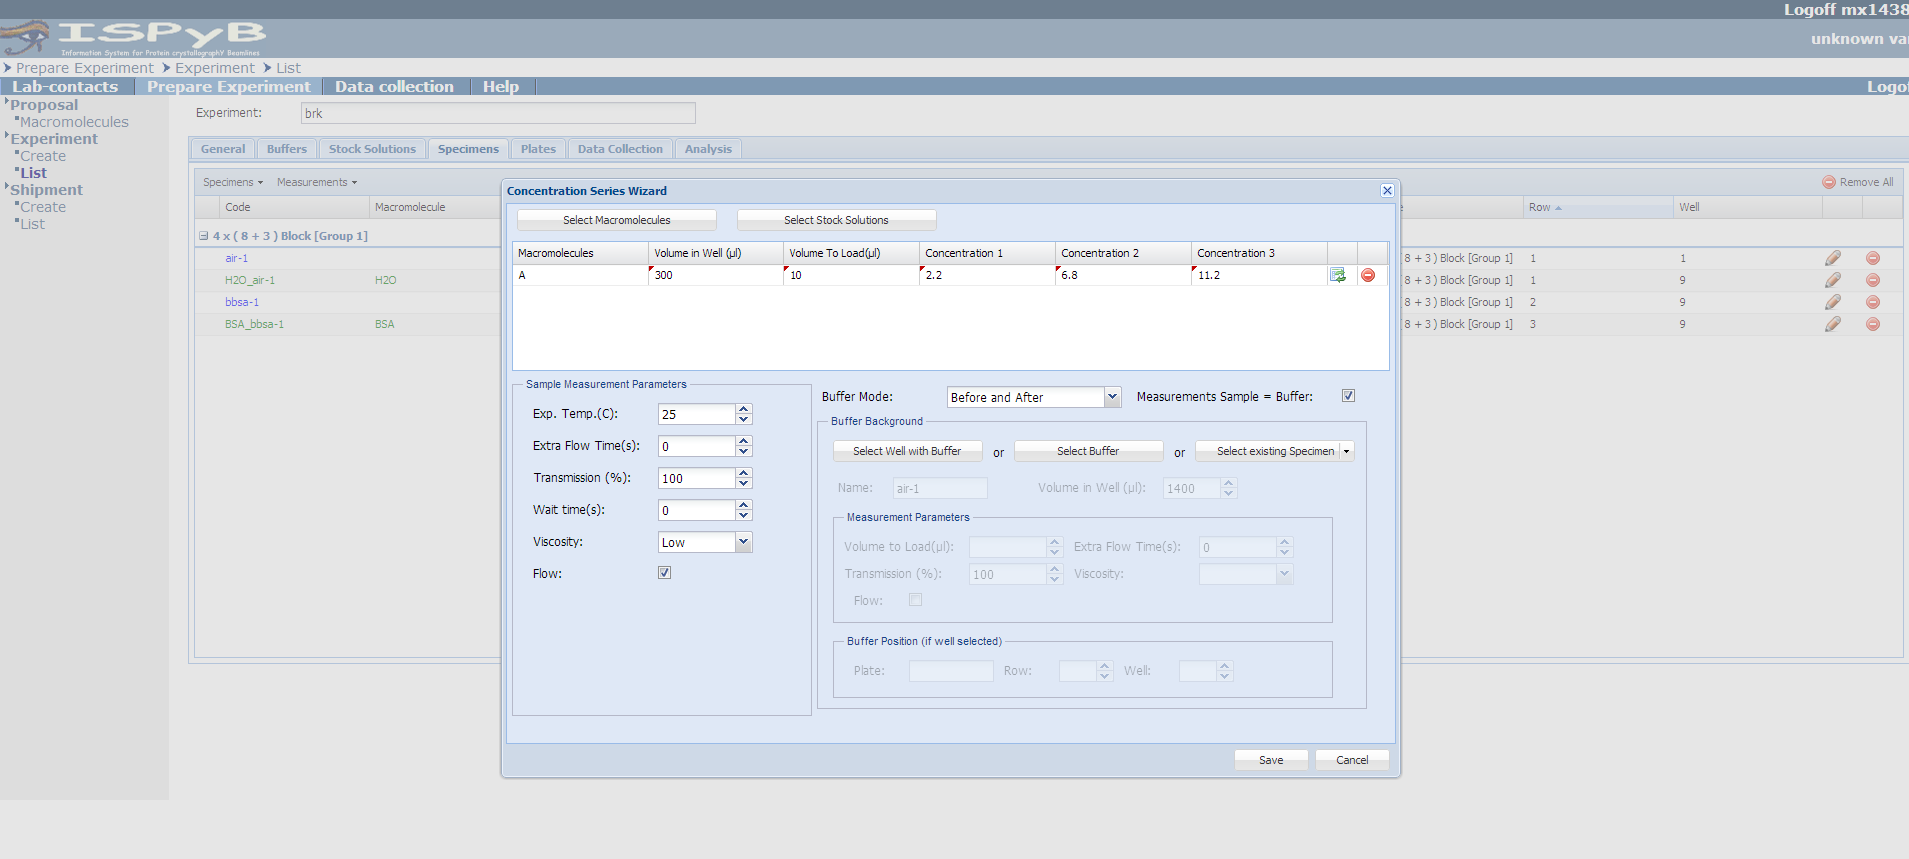 Logoff mx1438
ISPyB
Information System for Protein crystallographY Beamlines
unknown va
Prepare Experiment Experiment List
Lab-contacts Prepare Experiment Data collection Help Logof
Proposal
Macromolecules
Experiment
Create
List
Shipment
Create
List
Experiment: brk
General Buffers Stock Solutions Specimens Plates Data Collection Analysis
Specimens Measurements Remove All
Code Macromolecule Row Well
4 x ( 8 + 3 ) Block [Group 1]
air-1 8 + 3 ) Block [Group 1] 1 1
H2O_air-1 H2O 8 + 3 ) Block [Group 1] 1 9
bbsa-1 8 + 3 ) Block [Group 1] 2 9
BSA_bbsa-1 BSA 8 + 3 ) Block [Group 1] 3 9
Concentration Series Wizard
Select Macromolecules Select Stock Solutions
Macromolecules Volume in Well (µl) Volume To Load(µl) Concentration 1 Concentration 2 Concentration 3
A 300 10 2.2 6.8 11.2
Sample Measurement Parameters
Exp. Temp.(C): 25
Extra Flow Time(s): 0
Transmission (%): 100
Wait time(s): 0
Viscosity: Low
Flow:
Buffer Mode: Before and After Measurements Sample = Buffer:
Buffer Background
Select Well with Buffer or Select Buffer or Select existing Specimen
Name: air-1 Volume in Well (µl): 1400
Measurement Parameters
Volume to Load(µl): Extra Flow Time(s): 0
Transmission (%): 100 Viscosity:
Flow:
Buffer Position (if well selected)
Plate: Row: Well:
Save Cancel